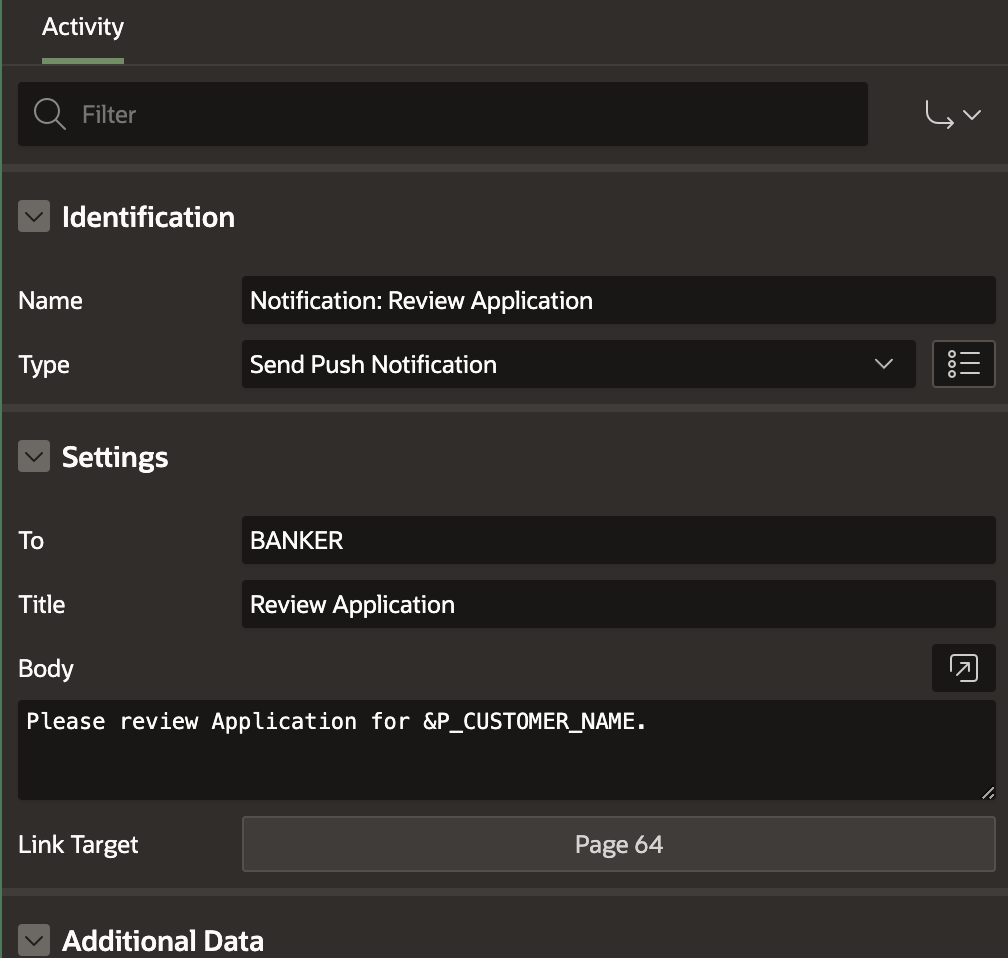 Activity
Filter
Identification
Name Notification: Review Application
Type Send Push Notification
Settings
To BANKER
Title Review Application
Body
Please review Application for &P_CUSTOMER_NAME.
Link Target Page 64
Additional Data